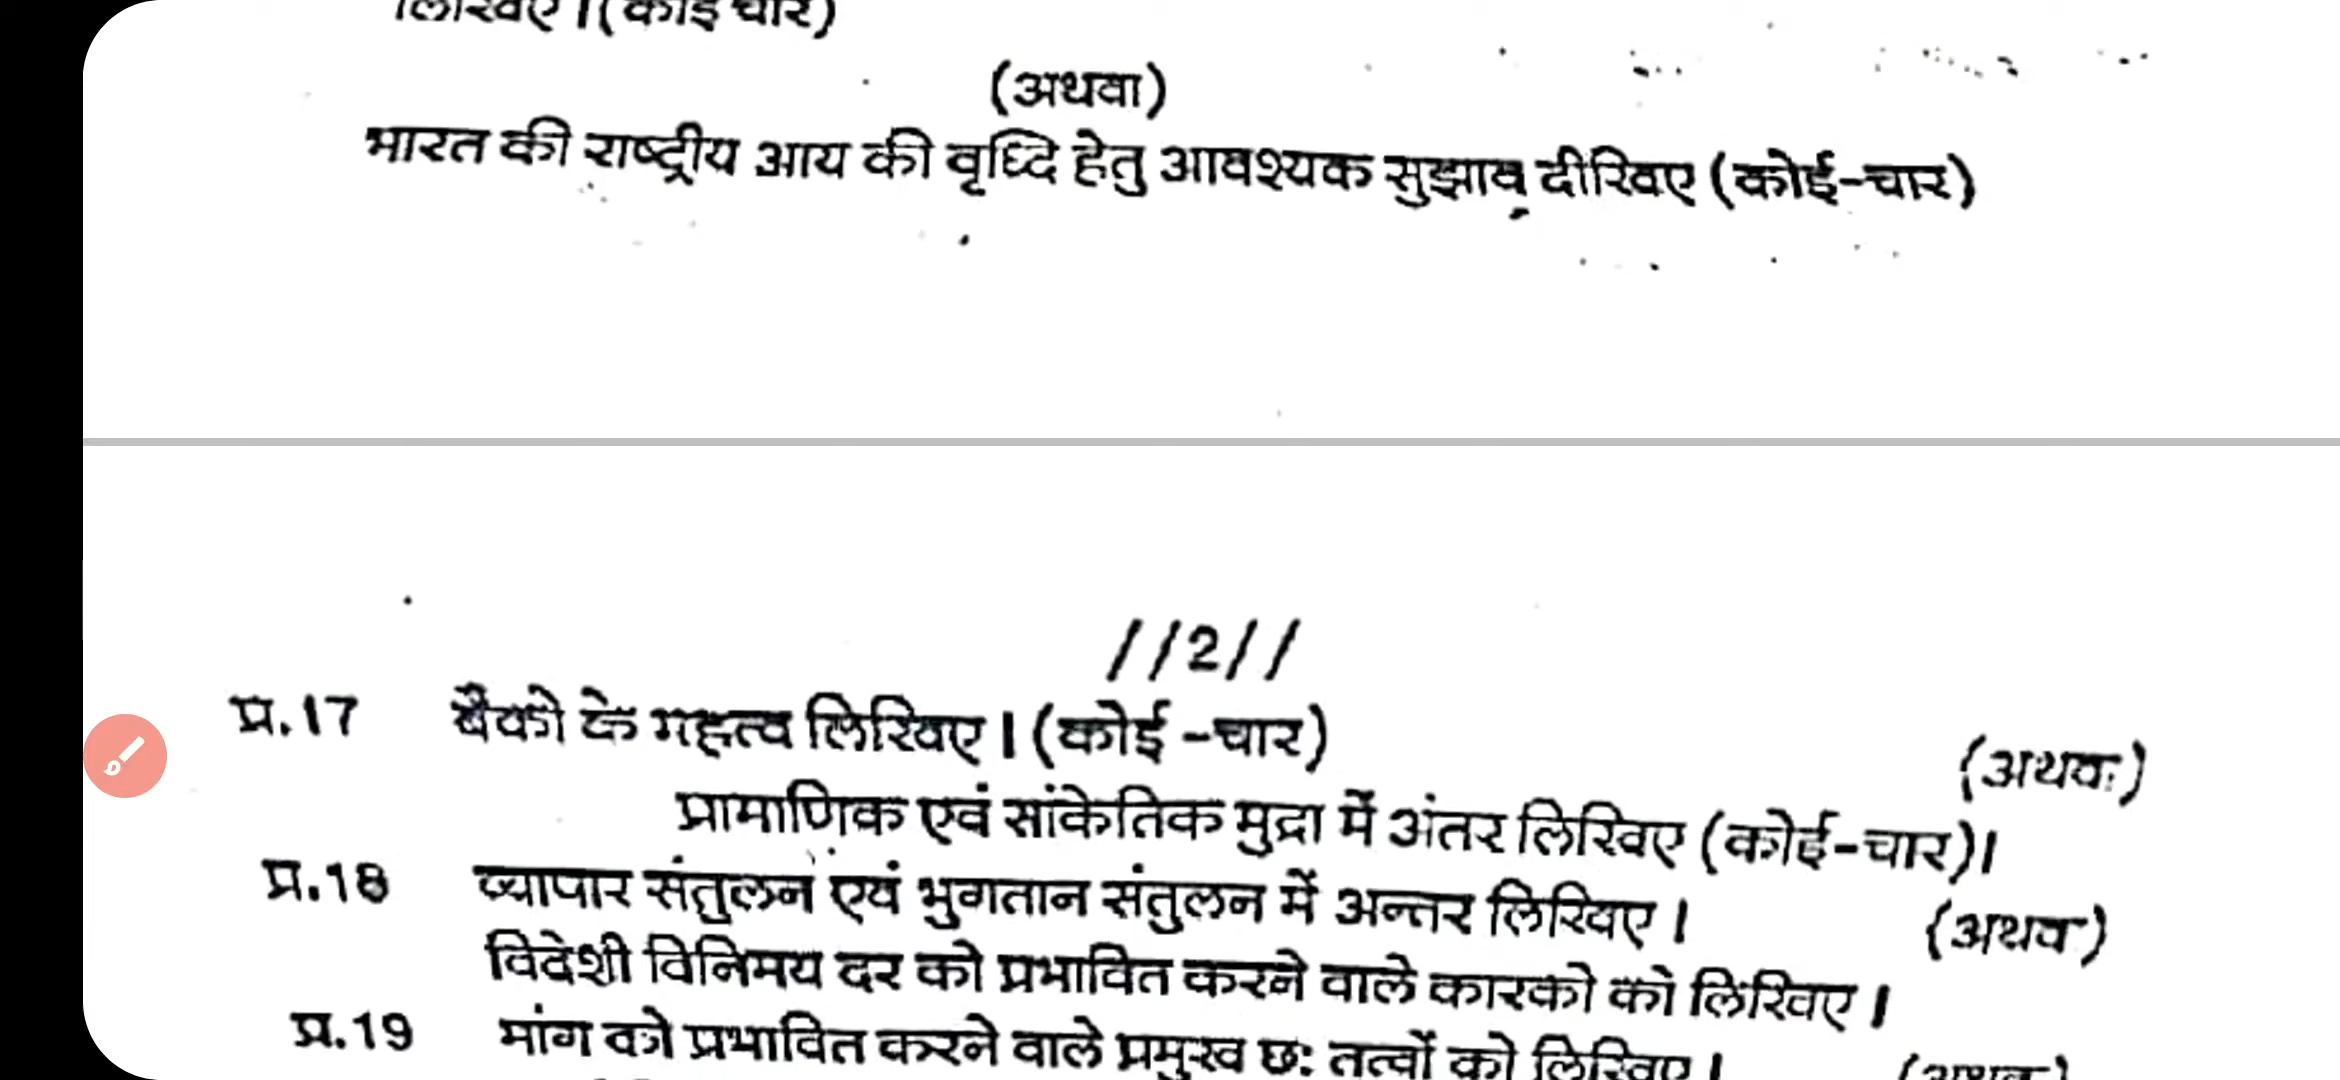 लिखिए।(कोई चार)
(अथवा)
भारत की राष्ट्रीय आय की वृध्दि हेतु आवश्यक सुझाव दीखिए (कोई-चार)
//2//
प्र.17 बैंको के महत्व लिखिए। (कोई -चार)
(अथवा)
प्रामाणिक एवं सांकेतिक मुद्रा में अंतर लिखिए (कोई-चार)।
प्र.18 व्यापार संतुलन एवं भुगतान संतुलन में अन्तर लिखिए।
(अथव)
विदेशी विनिमय दर को प्रभावित करने वाले कारको को लिखिए।
प्र.19 मांग को प्रभावित करने वाले प्रमुख छः तत्वों को लिखिए।